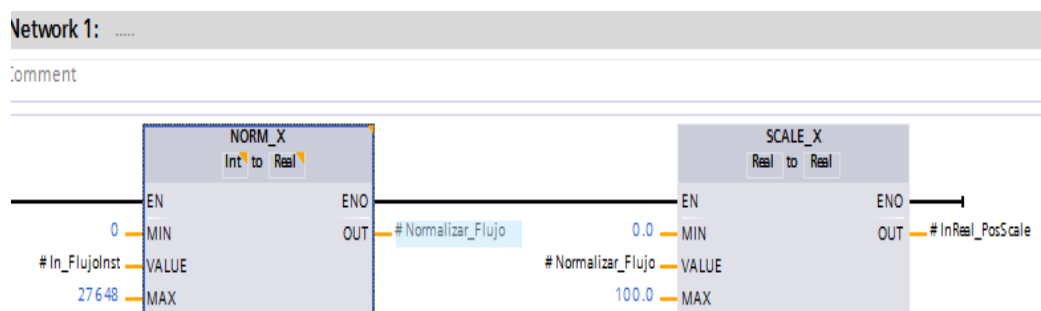 Network 1: .....
Comment
NORM_X
Int to Real
EN ENO
0 MIN OUT #Normalizar_Flujo
#In_FlujoInst VALUE
27648 MAX
SCALE_X
Real to Real
EN ENO
0.0 MIN OUT #InReal_PosScale
#Normalizar_Flujo VALUE
100.0 MAX